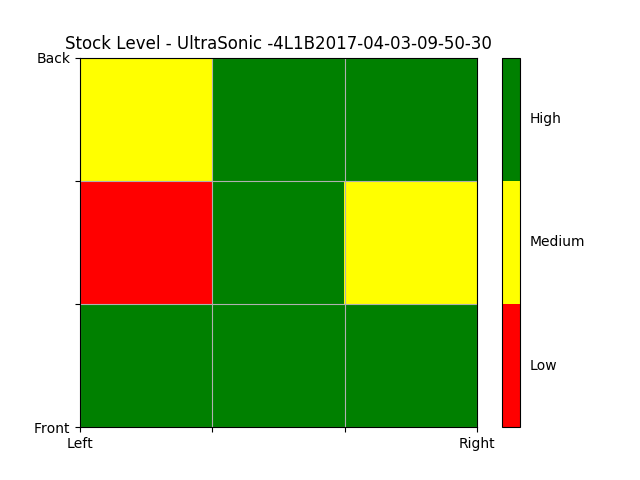 Stock Level - UltraSonic -4L1B2017-04-03-09-50-30
Back
High
Medium
Low
Front
Left
Right